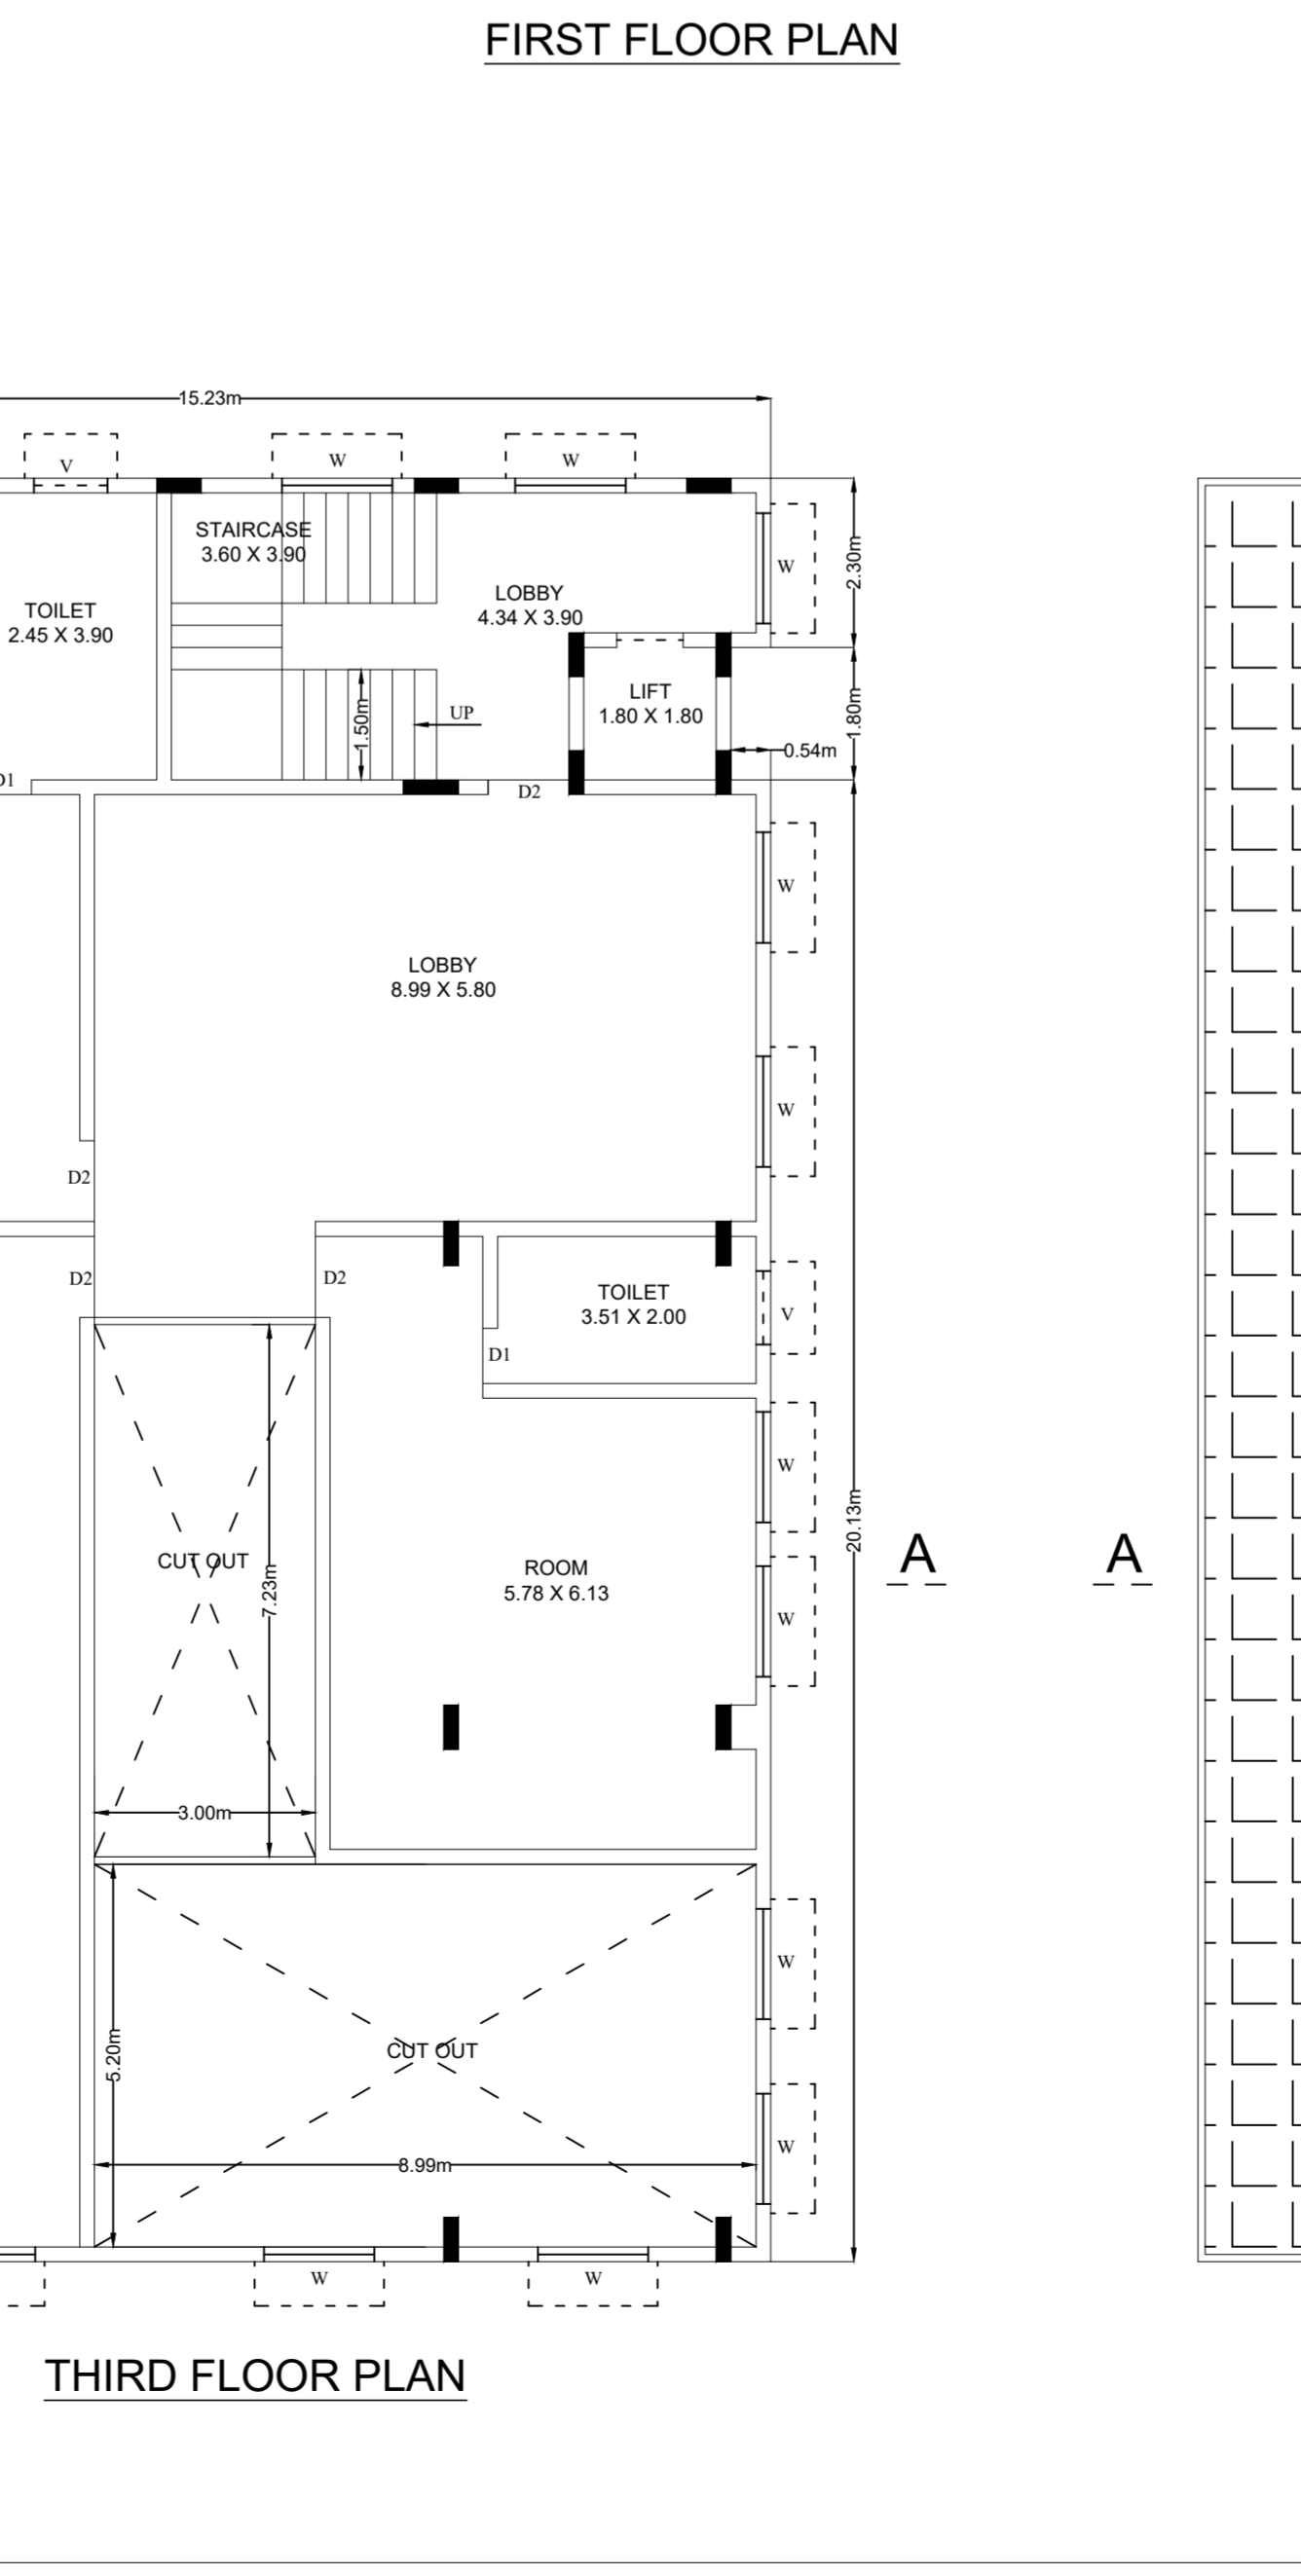 FIRST FLOOR PLAN
15.23m
V
W
W
STAIRCASE
3.60 X 3.90
W
2.30m
LOBBY
4.34 X 3.90
TOILET
2.45 X 3.90
LIFT
1.80 X 1.80
1.50m
UP
1.80m
0.54m
D1
D2
W
LOBBY
8.99 X 5.80
W
D2
D2
D2
TOILET
3.51 X 2.00
V
D1
W
20.13m
A
A
CUT OUT
7.23m
ROOM
5.78 X 6.13
W
3.00m
W
5.20m
CUT OUT
W
8.99m
W
W
THIRD FLOOR PLAN